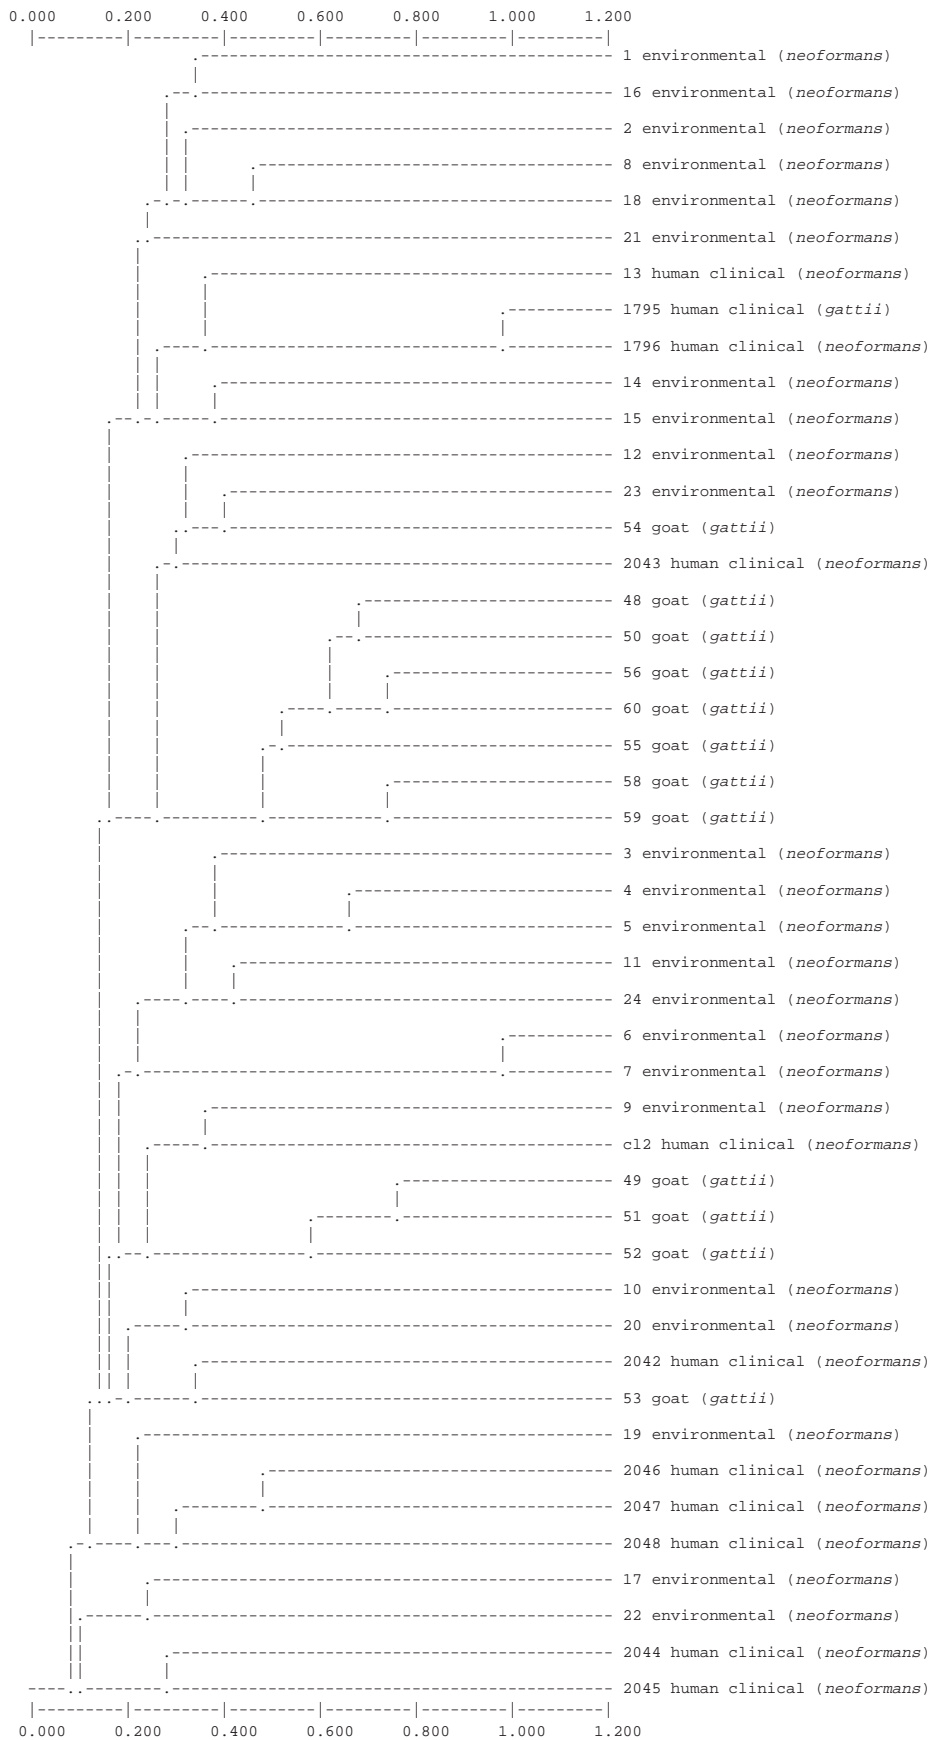 0.000 0.200 0.400 0.600 0.800 1.000 1.200
1 environmental (neoformans)
16 environmental (neoformans)
2 environmental (neoformans)
8 environmental (neoformans)
18 environmental (neoformans)
21 environmental (neoformans)
13 human clinical (neoformans)
1795 human clinical (gattii)
1796 human clinical (neoformans)
14 environmental (neoformans)
15 environmental (neoformans)
12 environmental (neoformans)
23 environmental (neoformans)
54 goat (gattii)
2043 human clinical (neoformans)
48 goat (gattii)
50 goat (gattii)
56 goat (gattii)
60 goat (gattii)
55 goat (gattii)
58 goat (gattii)
59 goat (gattii)
3 environmental (neoformans)
4 environmental (neoformans)
5 environmental (neoformans)
11 environmental (neoformans)
24 environmental (neoformans)
6 environmental (neoformans)
7 environmental (neoformans)
9 environmental (neoformans)
cl2 human clinical (neoformans)
49 goat (gattii)
51 goat (gattii)
52 goat (gattii)
10 environmental (neoformans)
20 environmental (neoformans)
2042 human clinical (neoformans)
53 goat (gattii)
19 environmental (neoformans)
2046 human clinical (neoformans)
2047 human clinical (neoformans)
2048 human clinical (neoformans)
17 environmental (neoformans)
22 environmental (neoformans)
2044 human clinical (neoformans)
2045 human clinical (neoformans)
0.000 0.200 0.400 0.600 0.800 1.000 1.200